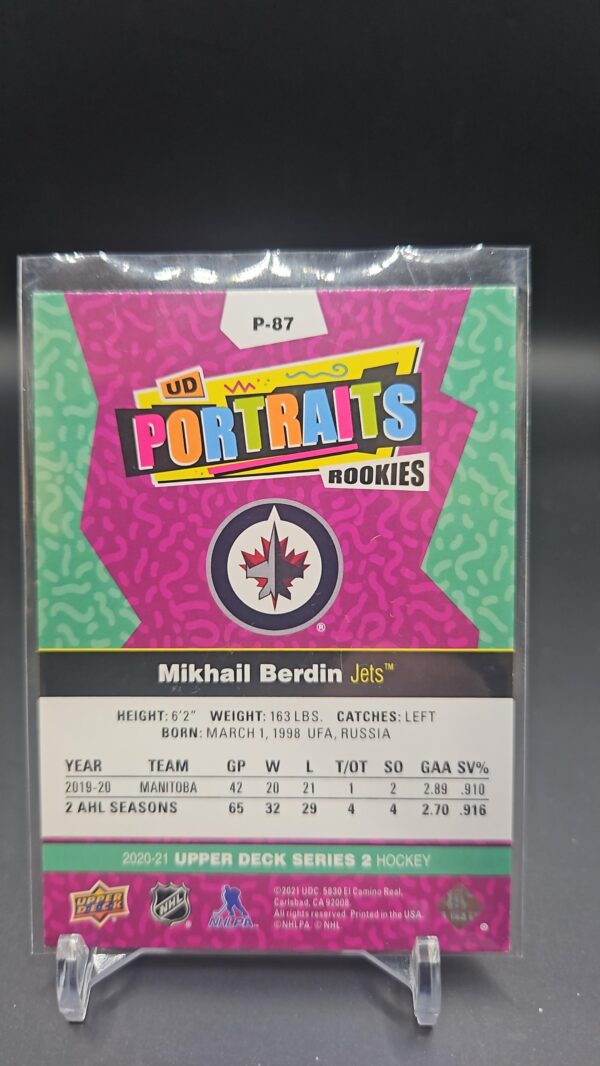 P-87
UD
PORTRAITS
ROOKIES
®
Mikhail Berdin Jets™
HEIGHT: 6'2" WEIGHT: 163 LBS. CATCHES: LEFT
BORN: MARCH 1, 1998 UFA, RUSSIA
YEAR TEAM GP W L T/OT SO GAA SV%
2019-20 MANITOBA 42 20 21 1 2 2.89 .910
2 AHL SEASONS 65 32 29 4 4 2.70 .916
2020-21 UPPER DECK SERIES 2 HOCKEY
UPPER DECK
NHL
NHLPA
©2021 UDC 5830 El Camino Real,
Carlsbad, CA 92008
All rights reserved. Printed in the USA.
©NHLPA ©NHL